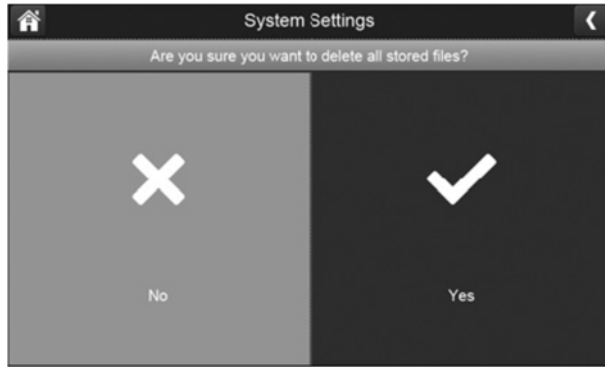 System Settings
Are you sure you want to delete all stored files?
No
Yes